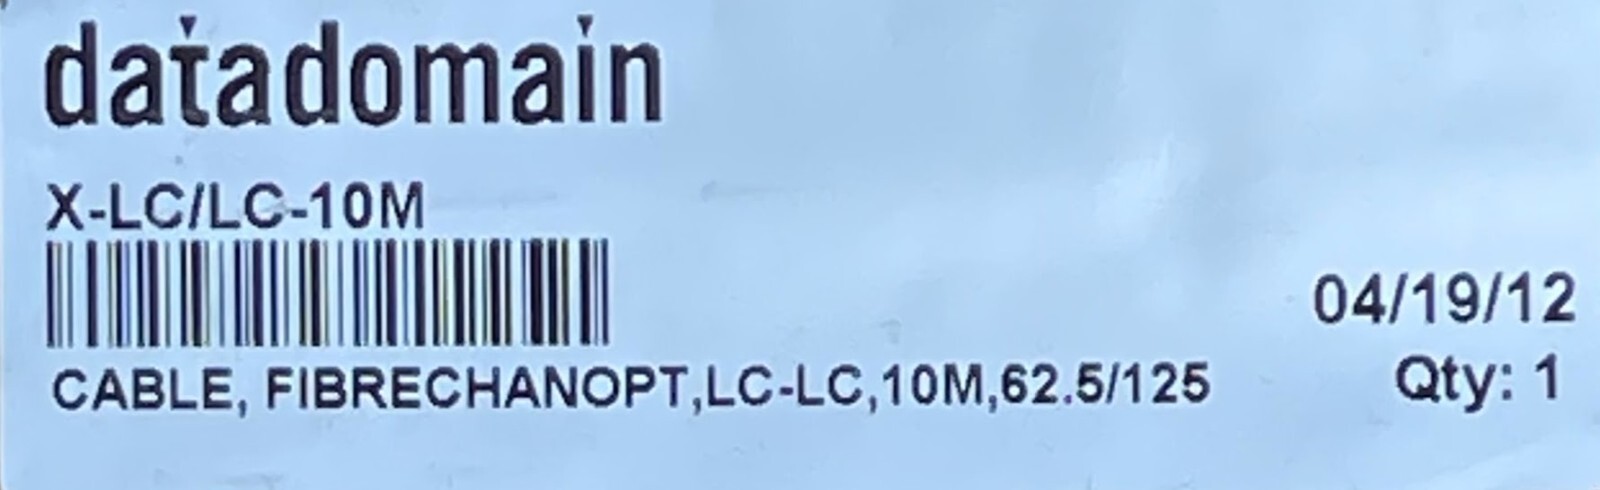 datadomain
X-LC/LC-10M
04/19/12
CABLE, FIBRECHANOPT,LC-LC,10M,62.5/125
Qty: 1